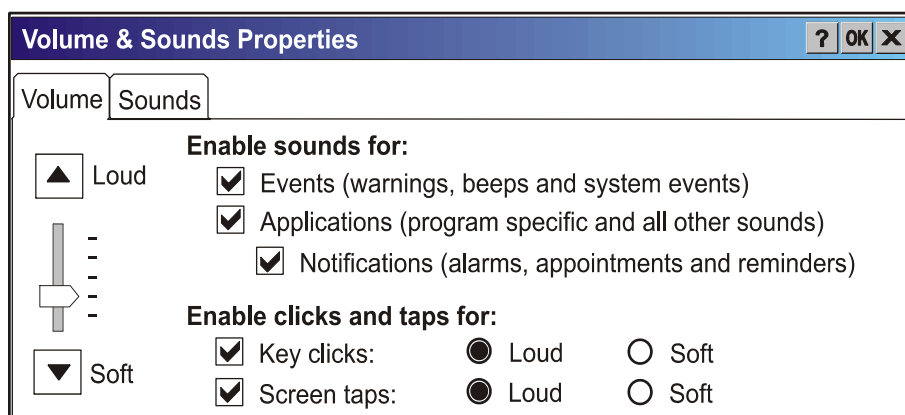 Volume & Sounds Properties ? OK X
Volume Sounds
Enable sounds for:
Loud
Events (warnings, beeps and system events)
Applications (program specific and all other sounds)
Notifications (alarms, appointments and reminders)
Enable clicks and taps for:
Key clicks: Loud Soft
Soft
Screen taps: Loud Soft